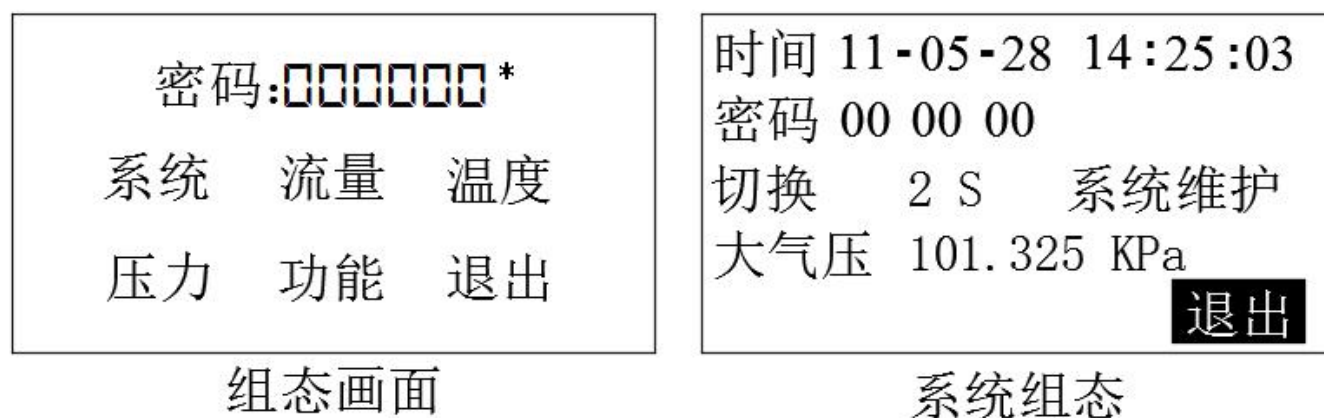 密码:000000*
系统 流量 温度
压力 功能 退出
组态画面
时间 11-05-28 14:25:03
密码 00 00 00
切换 2 S 系统维护
大气压 101.325 KPa
退出
系统组态